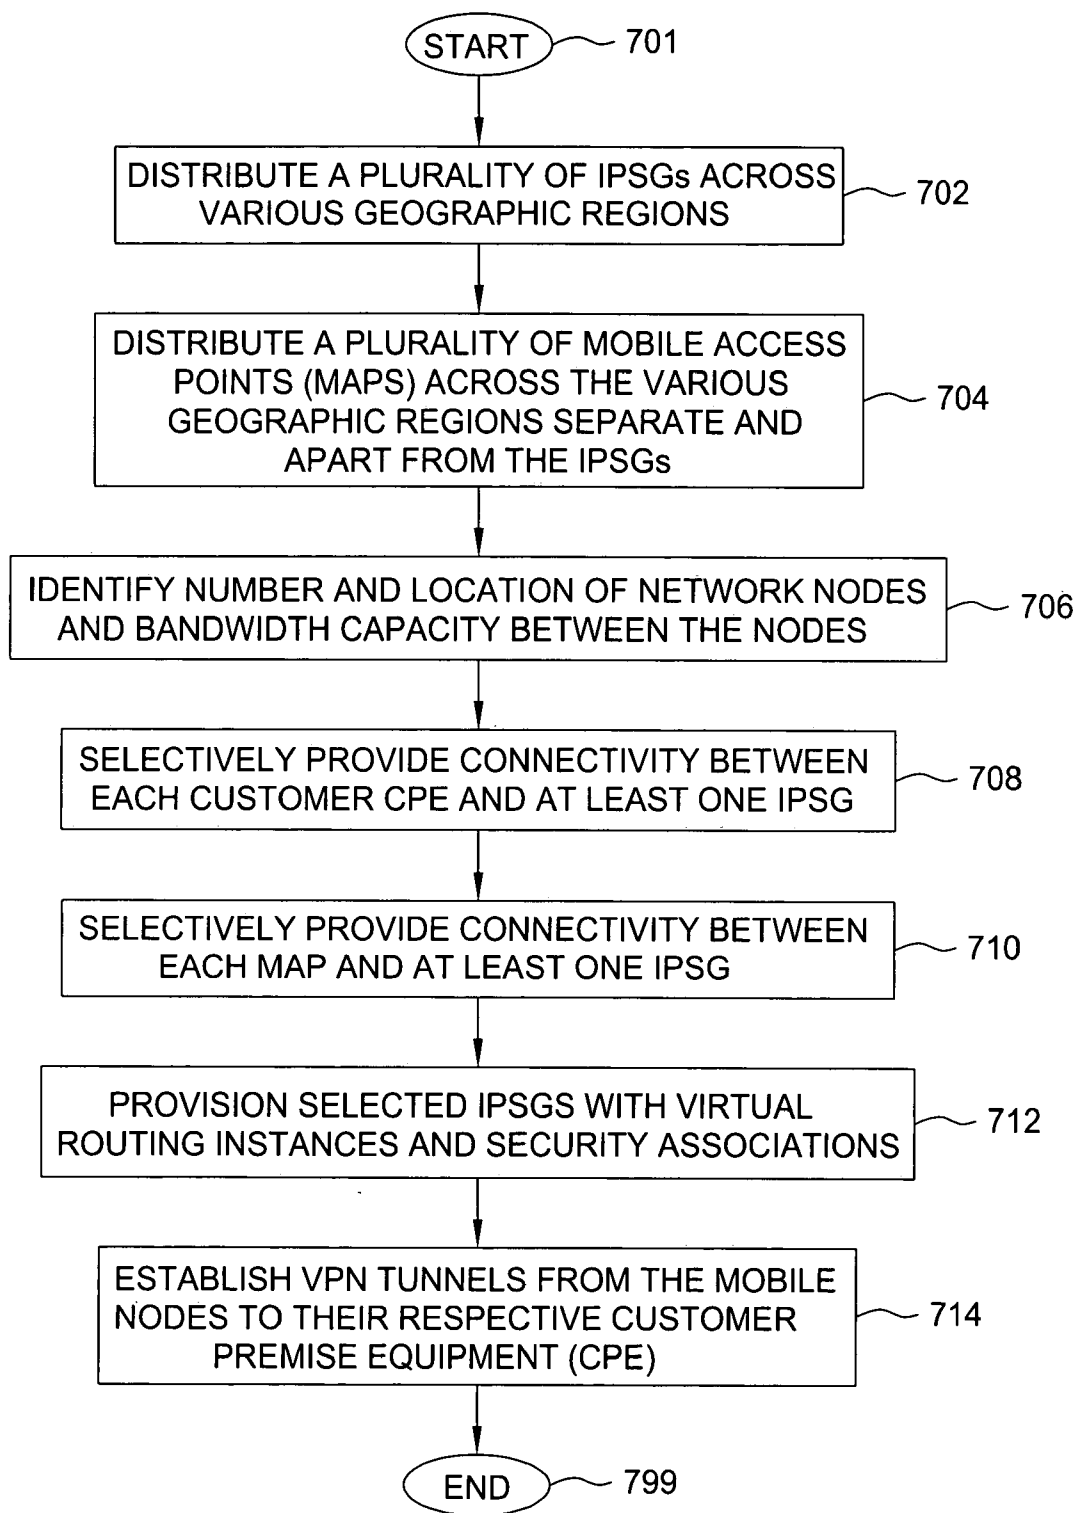 START
701
DISTRIBUTE A PLURALITY OF IPSGs ACROSS
VARIOUS GEOGRAPHIC REGIONS
702
DISTRIBUTE A PLURALITY OF MOBILE ACCESS
POINTS (MAPS) ACROSS THE VARIOUS
GEOGRAPHIC REGIONS SEPARATE AND
APART FROM THE IPSGs
704
IDENTIFY NUMBER AND LOCATION OF NETWORK NODES
AND BANDWIDTH CAPACITY BETWEEN THE NODES
706
SELECTIVELY PROVIDE CONNECTIVITY BETWEEN
EACH CUSTOMER CPE AND AT LEAST ONE IPSG
708
SELECTIVELY PROVIDE CONNECTIVITY BETWEEN
EACH MAP AND AT LEAST ONE IPSG
710
PROVISION SELECTED IPSGS WITH VIRTUAL
ROUTING INSTANCES AND SECURITY ASSOCIATIONS
712
ESTABLISH VPN TUNNELS FROM THE MOBILE
NODES TO THEIR RESPECTIVE CUSTOMER
PREMISE EQUIPMENT (CPE)
714
END
799